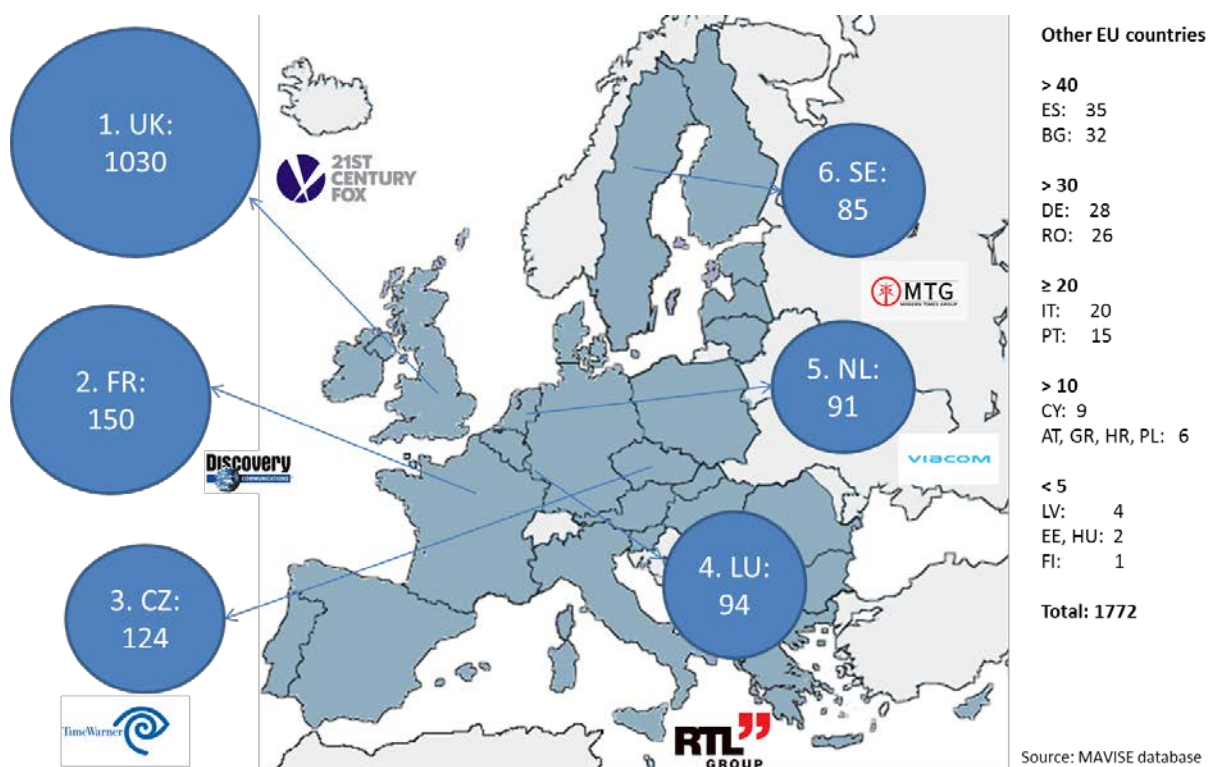 1. UK:
1030
21ST
CENTURY
FOX
2. FR:
150
DISCOVERY
COMMUNICATIONS
3. CZ:
124
TimeWarner
6. SE:
85
MTG
MODERN TIMES GROUP
5. NL:
91
VIACOM
4. LU:
94
RTL
GROUP
Other EU countries
> 40
ES: 35
BG: 32
> 30
DE: 28
RO: 26
≥ 20
IT: 20
PT: 15
> 10
CY: 9
AT, GR, HR, PL: 6
< 5
LV: 4
EE, HU: 2
FI: 1
Total: 1772
Source: MAVISE database